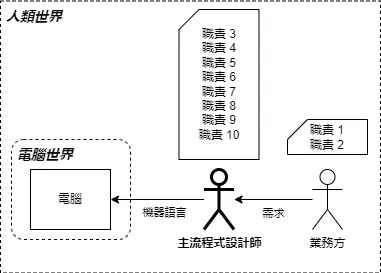 人類世界
職責 3
職責 4
職責 5
職責 6
職責 7
職責 8
職責 9
職責 10
職責 1
職責 2
電腦世界
電腦
機器語言
需求
主流程式設計師
業務方